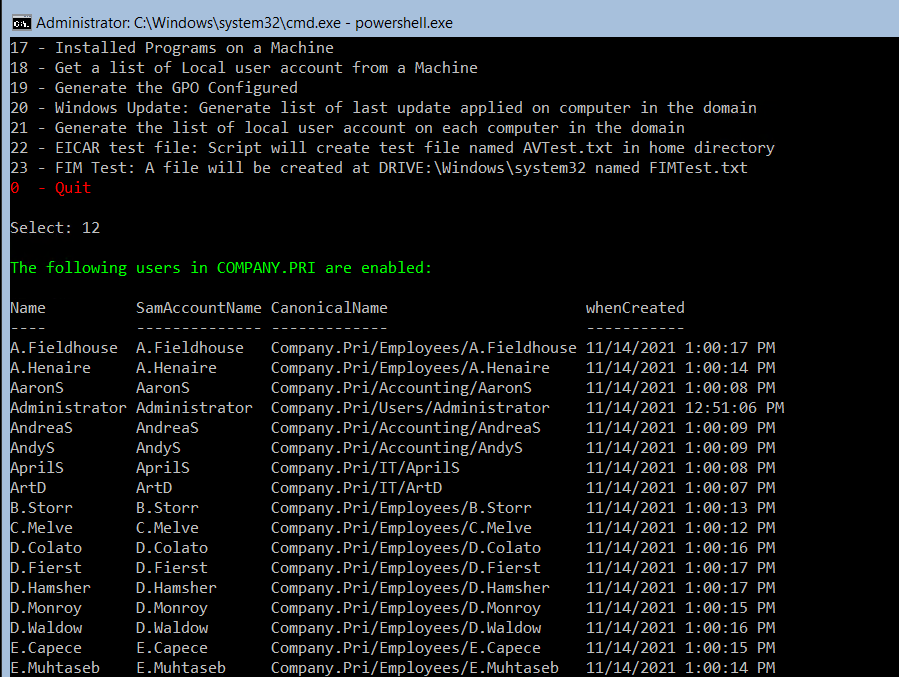 Administrator: C:\Windows\system32\cmd.exe - powershell.exe
17 - Installed Programs on a Machine
18 - Get a list of Local user account from a Machine
19 - Generate the GPO Configured
20 - Windows Update: Generate list of last update applied on computer in the domain
21 - Generate the list of local user account on each computer in the domain
22 - EICAR test file: Script will create test file named AVTest.txt in home directory
23 - FIM Test: A file will be created at DRIVE:\Windows\system32 named FIMTest.txt
0  - Quit
Select: 12
The following users in COMPANY.PRI are enabled:
Name          SamAccountName CanonicalName                      whenCreated
----          -------------- -------------                      -----------
A.Fieldhouse  A.Fieldhouse   Company.Pri/Employees/A.Fieldhouse 11/14/2021 1:00:17 PM
A.Henaire     A.Henaire      Company.Pri/Employees/A.Henaire    11/14/2021 1:00:14 PM
AaronS        AaronS         Company.Pri/Accounting/AaronS      11/14/2021 1:00:08 PM
Administrator Administrator  Company.Pri/Users/Administrator    11/14/2021 12:51:06 PM
AndreaS       AndreaS        Company.Pri/Accounting/AndreaS     11/14/2021 1:00:09 PM
AndyS         AndyS          Company.Pri/Accounting/AndyS       11/14/2021 1:00:09 PM
AprilS        AprilS         Company.Pri/IT/AprilS              11/14/2021 1:00:08 PM
ArtD          ArtD           Company.Pri/IT/ArtD                11/14/2021 1:00:07 PM
B.Storr       B.Storr        Company.Pri/Employees/B.Storr      11/14/2021 1:00:13 PM
C.Melve       C.Melve        Company.Pri/Employees/C.Melve      11/14/2021 1:00:12 PM
D.Colato      D.Colato       Company.Pri/Employees/D.Colato     11/14/2021 1:00:16 PM
D.Fierst      D.Fierst       Company.Pri/Employees/D.Fierst     11/14/2021 1:00:17 PM
D.Hamsher     D.Hamsher      Company.Pri/Employees/D.Hamsher    11/14/2021 1:00:17 PM
D.Monroy      D.Monroy       Company.Pri/Employees/D.Monroy     11/14/2021 1:00:15 PM
D.Waldow      D.Waldow       Company.Pri/Employees/D.Waldow     11/14/2021 1:00:16 PM
E.Capece      E.Capece       Company.Pri/Employees/E.Capece     11/14/2021 1:00:15 PM
E.Muhtaseb    E.Muhtaseb     Company.Pri/Employees/E.Muhtaseb   11/14/2021 1:00:14 PM